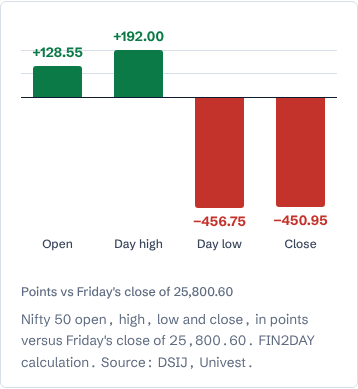 +128.55
+192.00
−456.75
−450.95
Open
Day high
Day low
Close
Points vs Friday's close of 25,800.60
Nifty 50 open, high, low and close, in points
versus Friday's close of 25,800.60. FIN2DAY
calculation. Source: DSIJ, Univest.